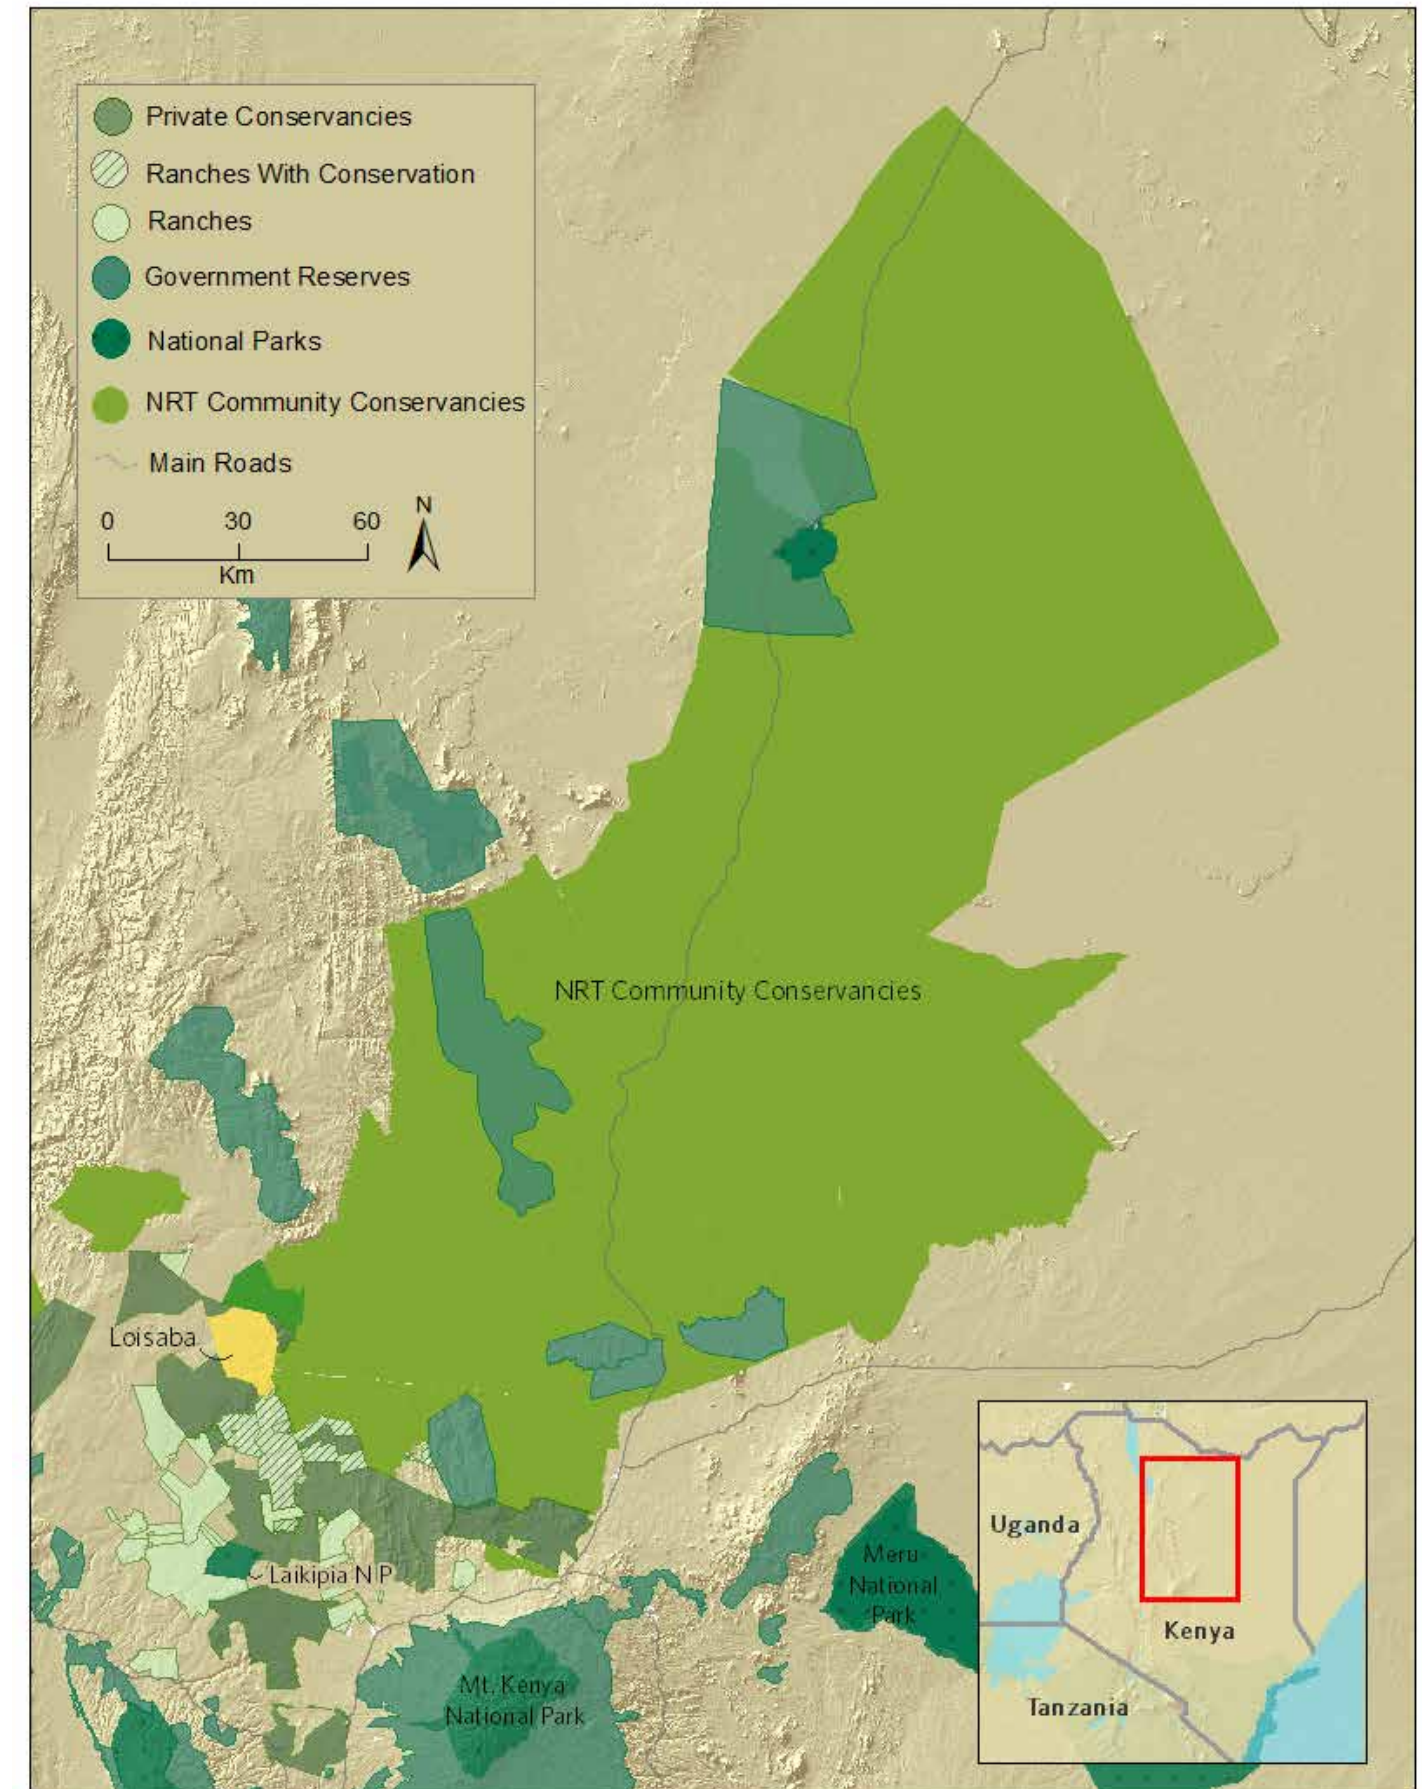 Private Conservancies
Ranches With Conservation
Ranches
Government Reserves
National Parks
NRT Community Conservancies
Main Roads
N
0 30 60
Km
NRT Community Conservancies
Loisaba
Laikipia NP
Meru
National
Park
Mt. Kenya
National Park
Uganda
Kenya
Tanzania